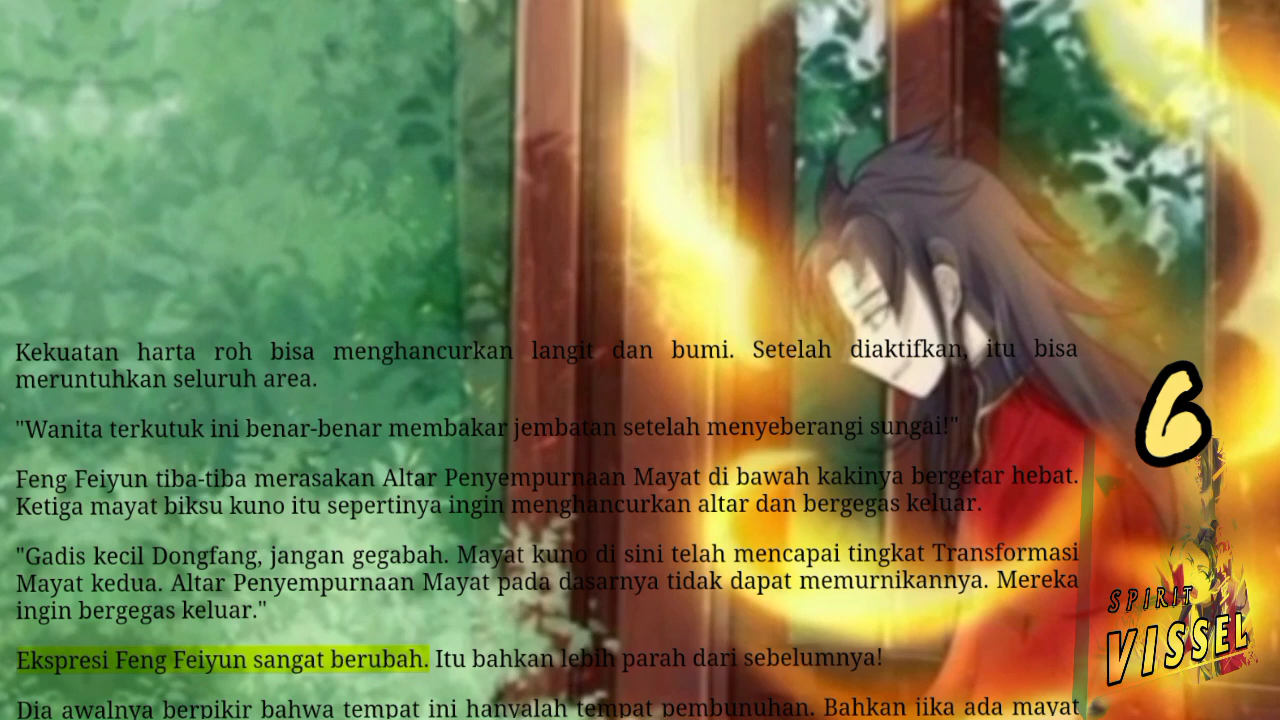 Kekuatan harta roh bisa menghancurkan langit dan bumi. Setelah diaktifkan, itu bisa
meruntuhkan seluruh area.
"Wanita terkutuk ini benar-benar membakar jembatan setelah menyeberangi sungai!"
Feng Feiyun tiba-tiba merasakan Altar Penyempurnaan Mayat di bawah kakinya bergetar hebat.
Ketiga mayat biksu kuno itu sepertinya ingin menghancurkan altar dan bergegas keluar.
"Gadis kecil Dongfang, jangan gegabah. Mayat kuno di sini telah mencapai tingkat Transformasi
Mayat kedua. Altar Penyempurnaan Mayat pada dasarnya tidak dapat memurnikannya. Mereka
ingin bergegas keluar."
Ekspresi Feng Feiyun sangat berubah. Itu bahkan lebih parah dari sebelumnya!
Dia awalnya berpikir bahwa tempat ini hanyalah tempat pembunuhan. Bahkan jika ada mayat
6
SPIRIT
VISSEL